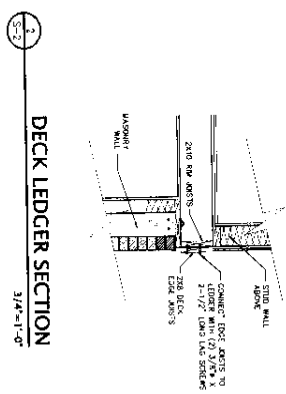 STUD WALL
ABOVE
2X10 RIM JOISTS
CONNECT EDGE JOISTS TO
LEDGER WITH (2) 3/8"Ø X
2-1/2" LONG LAG SCREWS
2X8 DECK
EDGE JOISTS
MASONRY
WALL
2
S-2
DECK LEDGER SECTION
3/4"=1'-0"